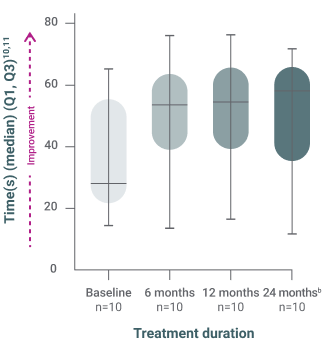 Time(s) (median) (Q1, Q3)10,11
Improvement
80
60
40
20
0
Baseline
n=10
6 months
n=10
12 months
n=10
24 monthsb
n=10
Treatment duration